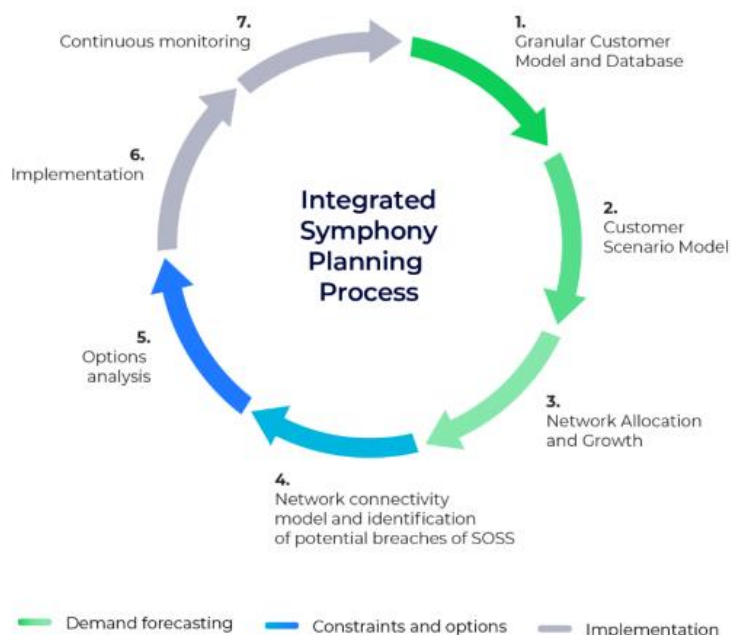 7.
Continuous monitoring
1.
Granular Customer
Model and Database
6.
Implementation
Integrated
Symphony
Planning
Process
2.
Customer
Scenario Model
5.
Options
analysis
3.
Network Allocation
and Growth
4.
Network connectivity
model and identification
of potential breaches of SOSS
Demand forecasting
Constraints and options
Implementation